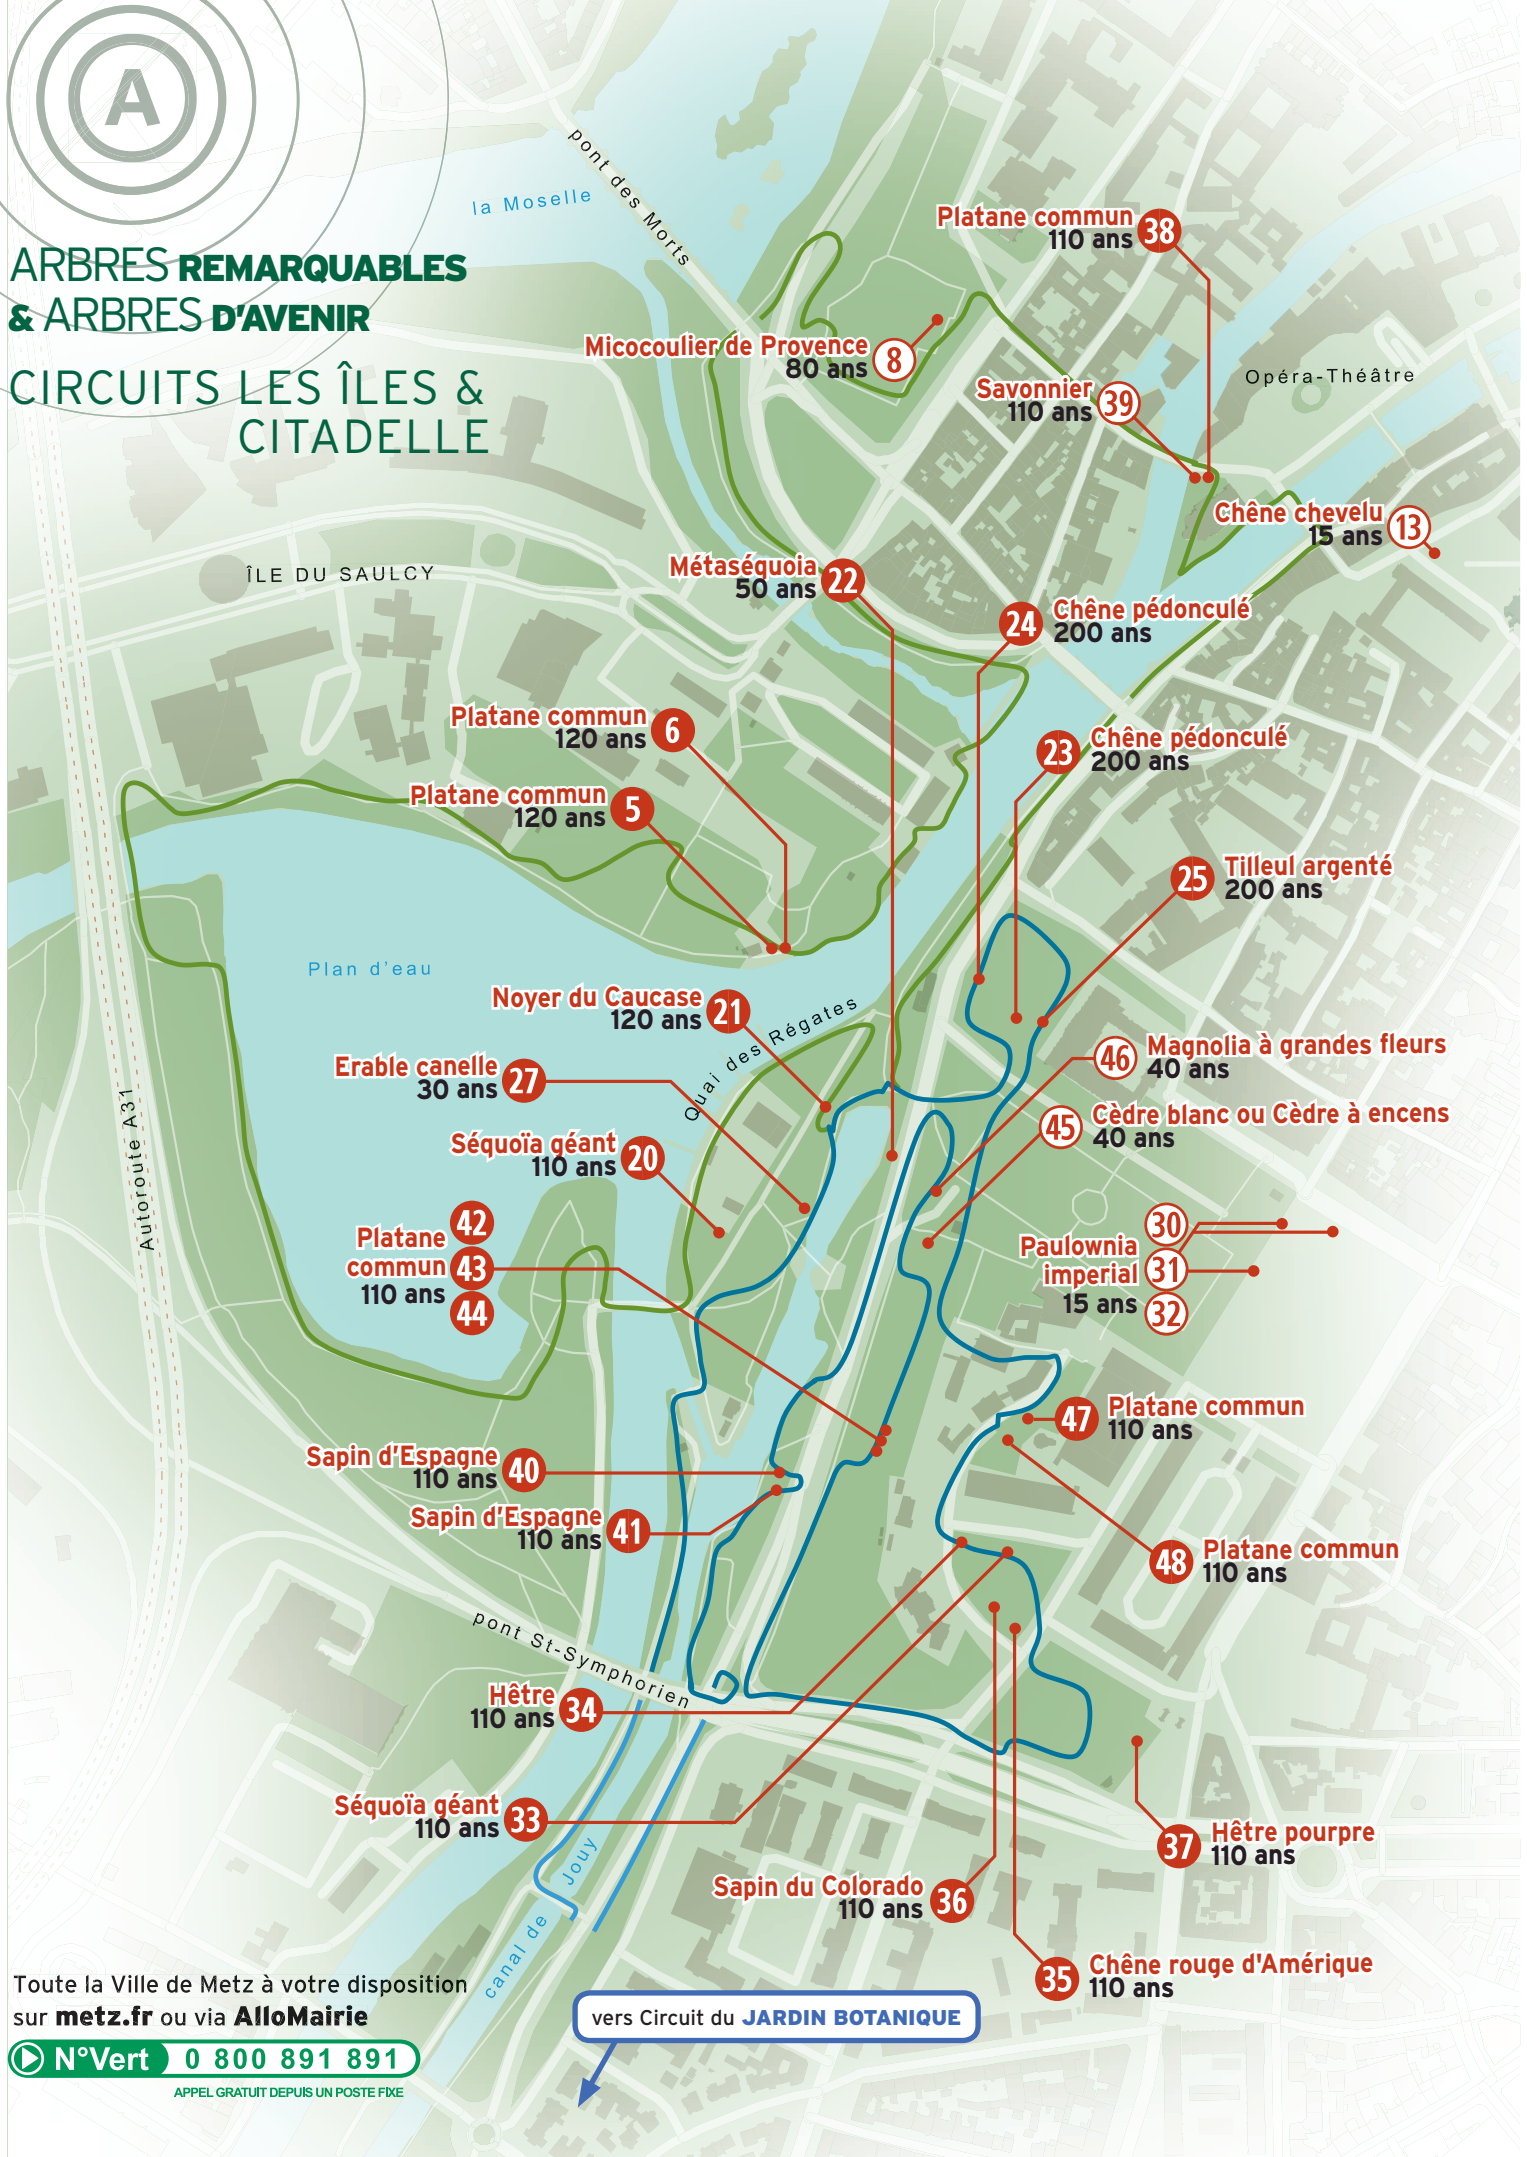 A
ARBRES REMARQUABLES
& ARBRES D'AVENIR
CIRCUITS LES ÎLES &
CITADELLE
la Moselle
pont des Morts
Platane commun
110 ans
38
Micocoulier de Provence
80 ans
8
Savonnier
110 ans
39
Opéra-Théâtre
Chêne chevelu
15 ans
13
ÎLE DU SAULCY
Métaséquoia
50 ans
22
24
Chêne pédonculé
200 ans
Platane commun
120 ans
6
23
Chêne pédonculé
200 ans
Platane commun
120 ans
5
25
Tilleul argenté
200 ans
Plan d'eau
Noyer du Caucase
120 ans
21
Quai des Régates
Erable canelle
30 ans
27
46
Magnolia à grandes fleurs
40 ans
45
Cèdre blanc ou Cèdre à encens
40 ans
Autoroute A31
Séquoïa géant
110 ans
20
Platane
commun
110 ans
42
43
44
Paulownia
imperial
15 ans
30
31
32
47
Platane commun
110 ans
Sapin d'Espagne
110 ans
40
Sapin d'Espagne
110 ans
41
48
Platane commun
110 ans
pont St-Symphorien
Hêtre
110 ans
34
Séquoïa géant
110 ans
33
37
Hêtre pourpre
110 ans
Sapin du Colorado
110 ans
36
35
Chêne rouge d'Amérique
110 ans
canal de Jouy
Toute la Ville de Metz à votre disposition
sur metz.fr ou via AlloMairie
N°Vert 0 800 891 891
APPEL GRATUIT DEPUIS UN POSTE FIXE
vers Circuit du JARDIN BOTANIQUE